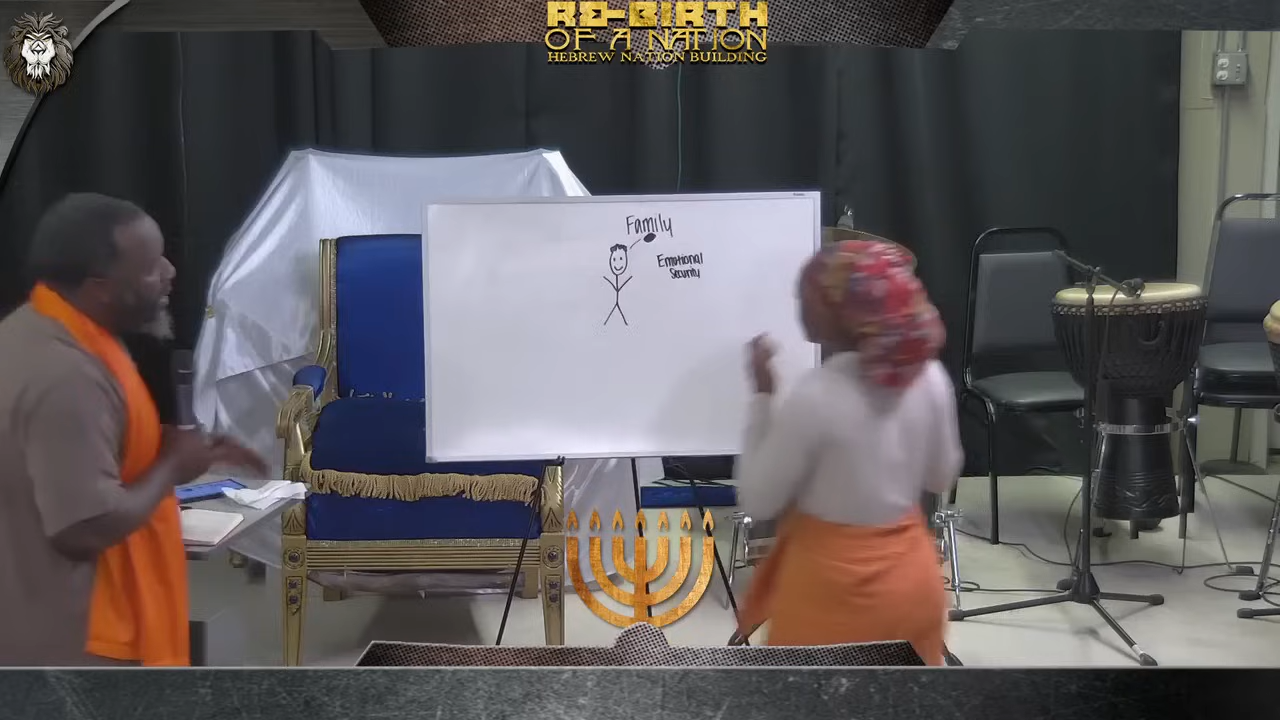 RE-BIRTH
OF A NATION
HEBREW NATION BUILDING
Family
Emotional
Security